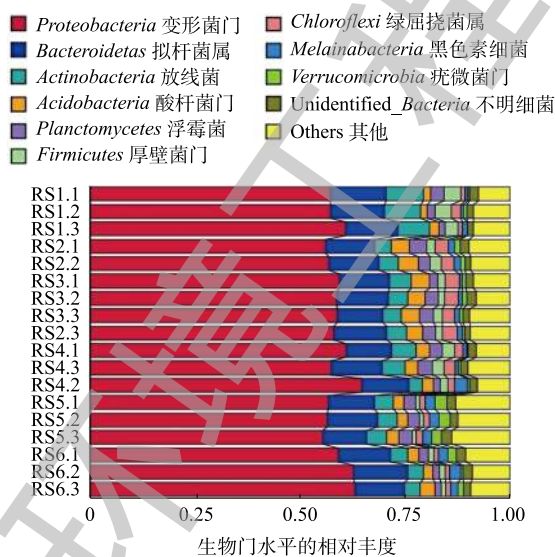 Proteobacteria 变形菌门
Bacteroidetas 拟杆菌属
Actinobacteria 放线菌
Acidobacteria 酸杆菌门
Planctomycetes 浮霉菌
Firmicutes 厚壁菌门
Chloroflexi 绿屈挠菌属
Melainabacteria 黑色素细菌
Verrucomicrobia 疣微菌门
Unidentified_Bacteria 不明细菌
Others 其他
RS1.1
RS1.2
RS1.3
RS2.1
RS2.2
RS3.1
RS3.2
RS3.3
RS2.3
RS4.1
RS4.3
RS4.2
RS5.1
RS5.2
RS5.3
RS6.1
RS6.2
RS6.3
0 0.25 0.50 0.75 1.00
生物门水平的相对丰度
环境工程